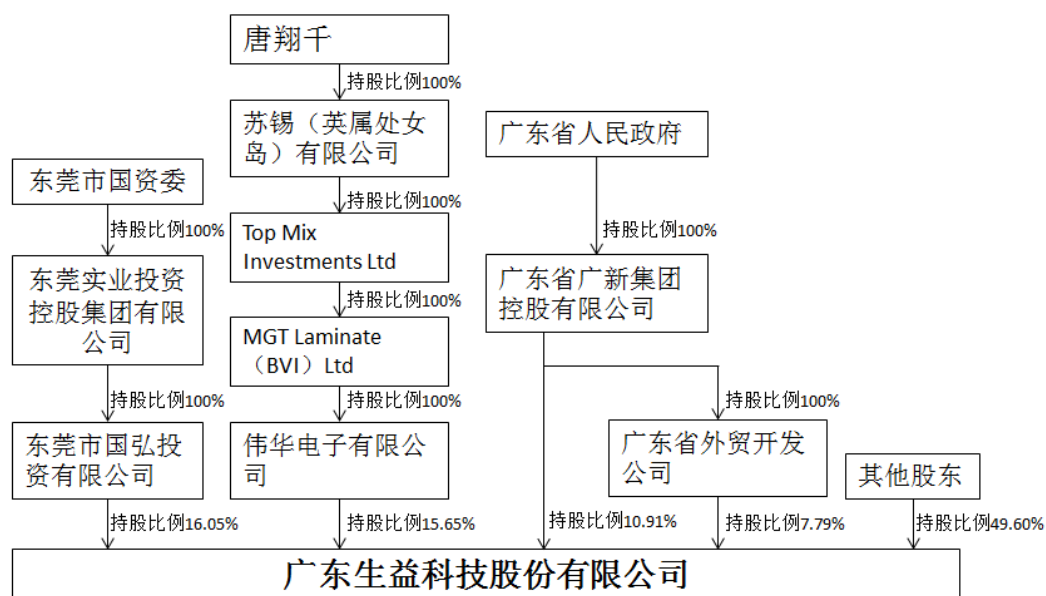 唐翔千
持股比例100%
苏锡（英属处女
岛）有限公司
广东省人民政府
东莞市国资委
持股比例100%
持股比例100%
持股比例100%
Top Mix
Investments Ltd
东莞实业投资
控股集团有限
公司
广东省广新集团
控股有限公司
持股比例100%
MGT Laminate
（BVI）Ltd
持股比例100%
持股比例100%
持股比例100%
东莞市国弘投
资有限公司
伟华电子有限公
司
广东省外贸开发
公司
其他股东
持股比例16.05%
持股比例15.65%
持股比例10.91%
持股比例7.79%
持股比例49.60%
广东生益科技股份有限公司